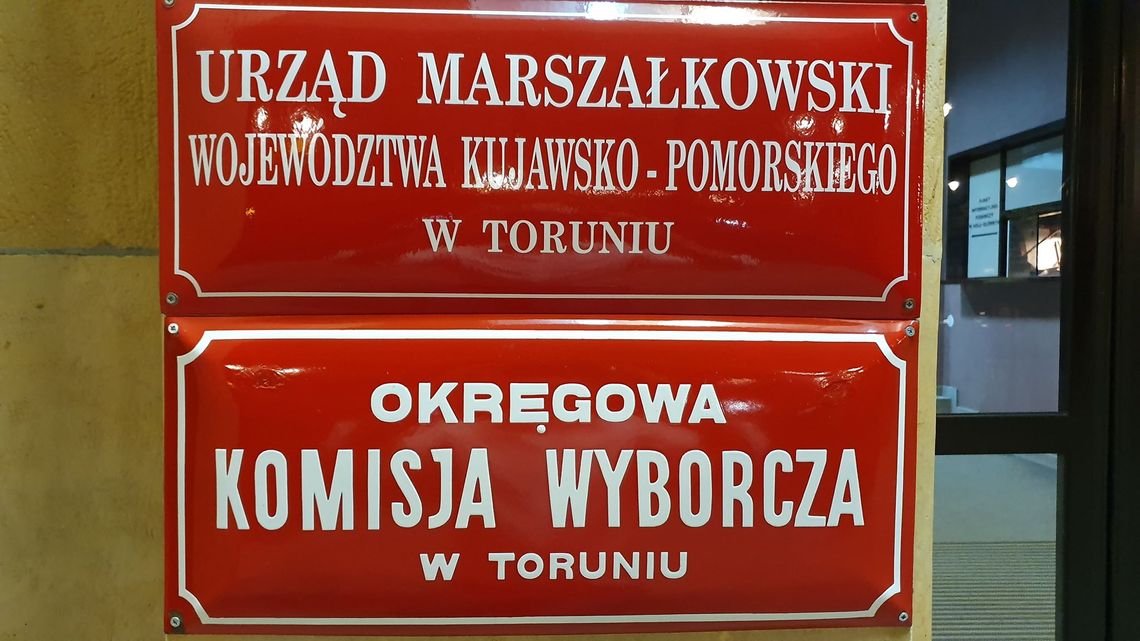 URZĄD MARSZAŁKOWSKI
WOJEWÓDZTWA KUJAWSKO-POMORSKIEGO
W TORUNIU
OKRĘGOWA
KOMISJA WYBORCZA
W TORUNIU